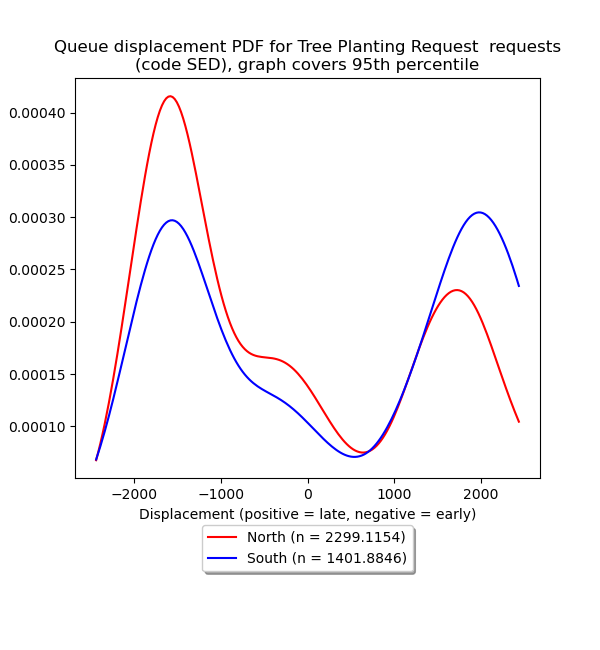 Queue displacement PDF for Tree Planting Request  requests
(code SED), graph covers 95th percentile
0.00040
0.00035
0.00030
0.00025
0.00020
0.00015
0.00010
−2000 −1000 0 1000 2000
Displacement (positive = late, negative = early)
North (n = 2299.1154)
South (n = 1401.8846)